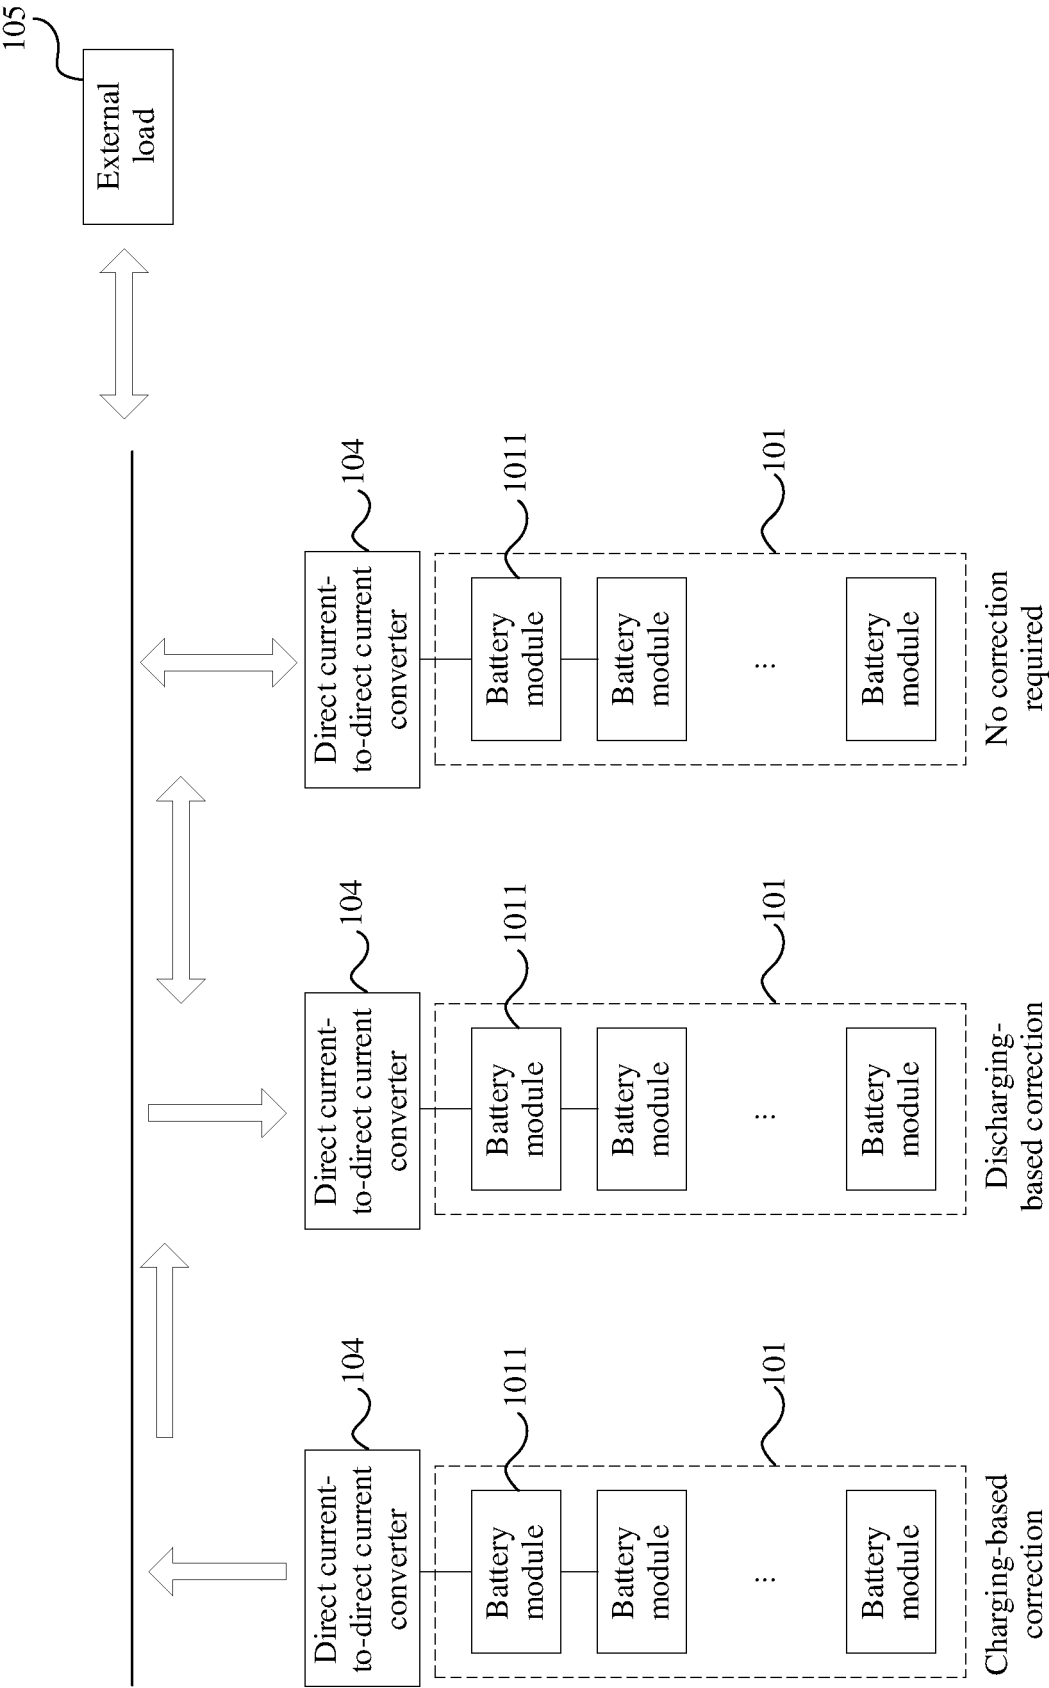 105
External
load
104
Direct current-
to-direct current
converter
1011
Battery
module
Battery
module
...
Battery
module
101
Charging-based
correction
104
Direct current-
to-direct current
converter
1011
Battery
module
Battery
module
...
Battery
module
101
Discharging-
based correction
104
Direct current-
to-direct current
converter
1011
Battery
module
Battery
module
...
Battery
module
101
No correction
required